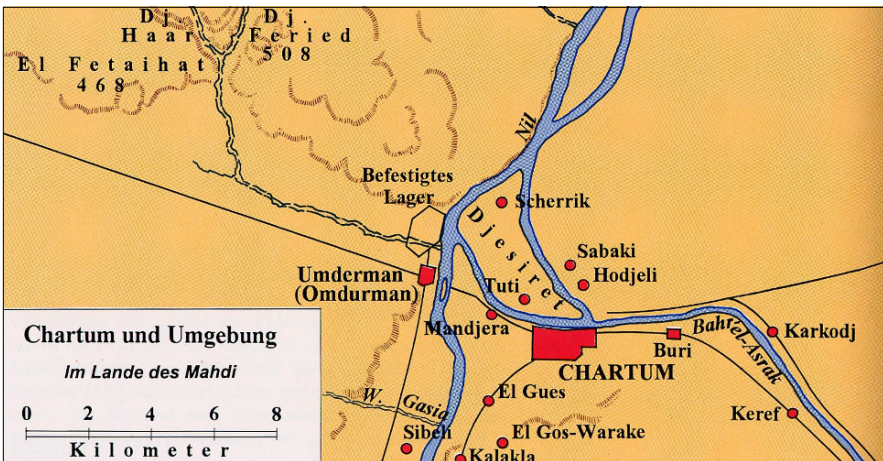 Dj.
Haar
Dj.
Feried
508
El Fetaihat
468
Nil
Befestigtes
Lager
Scherrik
Djesiret
Sabaki
Hodjeli
Umderman
(Omdurman)
Tuti
Mandjera
Bahr el-Asrak
Karkodj
Buri
CHARTUM
Chartum und Umgebung
Im Lande des Mahdi
0 2 4 6 8
Kilometer
W. Gasia
El Gues
Keref
Sibeli
El Gos-Warake
Kalakla